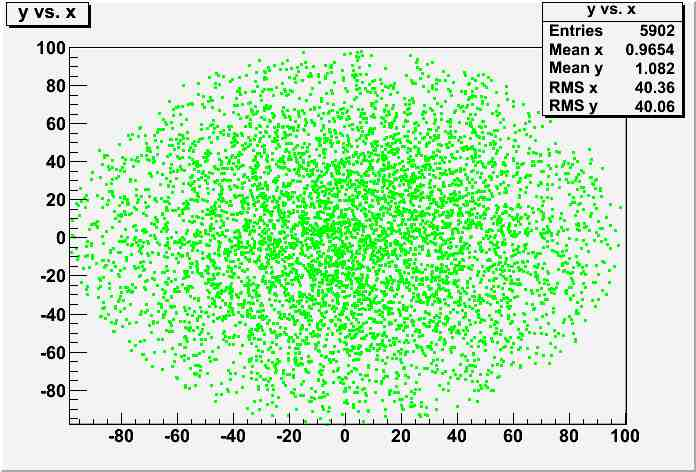 y vs. x
y vs. x
Entries 5902
Mean x 0.9654
Mean y 1.082
RMS x 40.36
RMS y 40.06
100
80
60
40
20
0
-20
-40
-60
-80
-80 -60 -40 -20 0 20 40 60 80 100